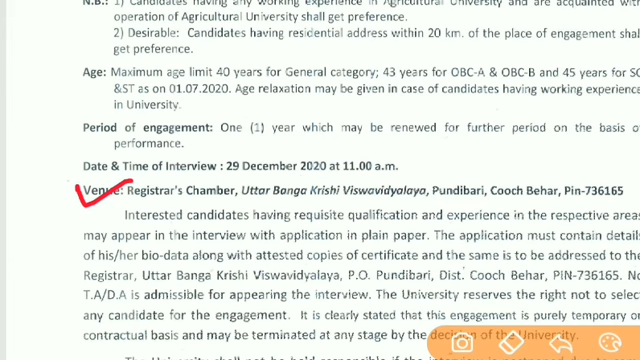 N.B.: 1) Candidates having any working experience in Agricultural University and are acquainted with
operation of Agricultural University shall get preference.
2) Desirable: Candidates having residential address within 20 km. of the place of engagement shall
get preference.
Age: Maximum age limit 40 years for General category; 43 years for OBC-A & OBC-B and 45 years for SC
&ST as on 01.07.2020. Age relaxation may be given in case of candidates having working experience
in University.
Period of engagement: One (1) year which may be renewed for further period on the basis of
performance.
Date & Time of Interview : 29 December 2020 at 11.00 a.m.
Venue: Registrar's Chamber, Uttar Banga Krishi Viswavidyalaya, Pundibari, Cooch Behar, Pin-736165
Interested candidates having requisite qualification and experience in the respective areas
may appear in the interview with application in plain paper. The application must contain details
of his/her bio-data along with attested copies of certificate and the same is to be addressed to the
Registrar, Uttar Banga Krishi Viswavidyalaya, P.O. Pundibari, Dist. Cooch Behar, PIN-736165. No
T.A/D.A is admissible for appearing the interview. The University reserves the right not to select
any candidate for the engagement. It is clearly stated that this engagement is purely temporary on
contractual basis and may be terminated at any stage by the decision of the University.